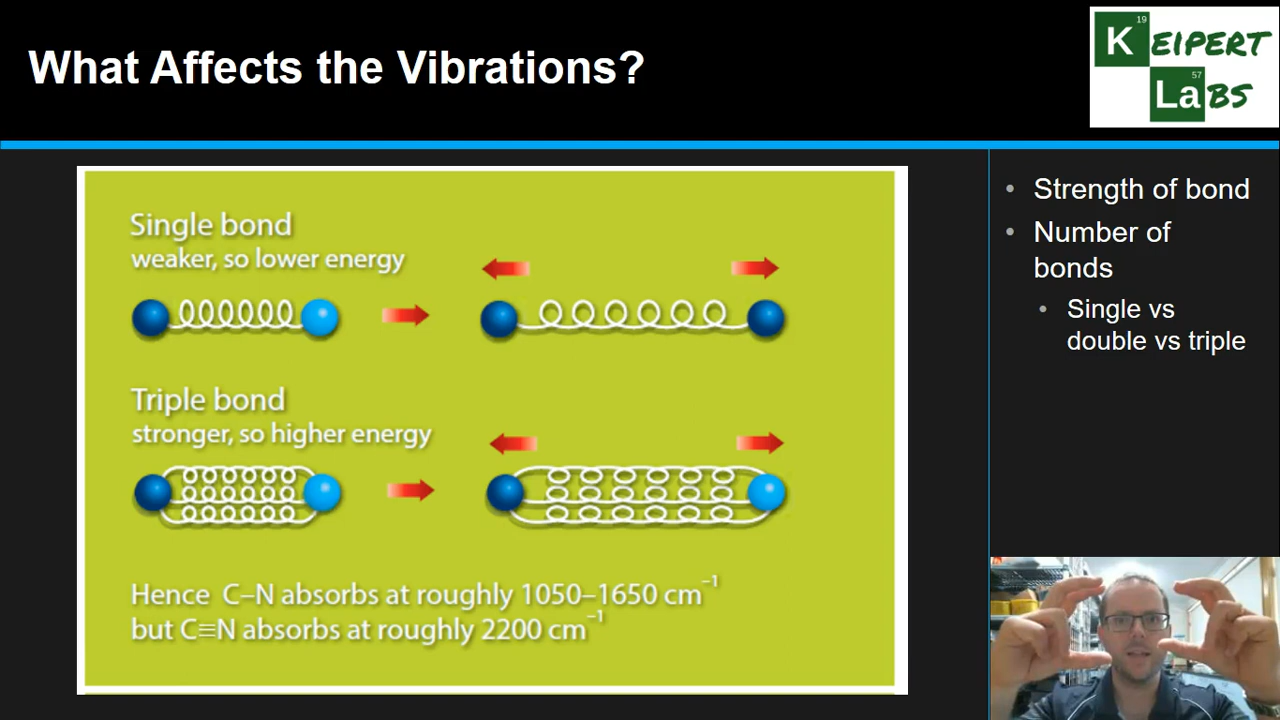 What Affects the Vibrations?
19
KEIPERT
57
LaBS
Single bond
weaker, so lower energy
Triple bond
stronger, so higher energy
Hence C–N absorbs at roughly 1050–1650 cm⁻¹
but C≡N absorbs at roughly 2200 cm⁻¹
• Strength of bond
• Number of
bonds
• Single vs
double vs triple